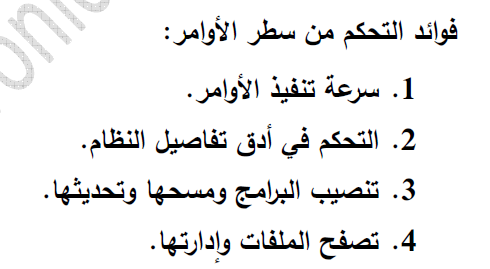 فوائد التحكم من سطر الأوامر:
1. سرعة تنفيذ الأوامر.
2. التحكم في أدق تفاصيل النظام.
3. تنصيب البرامج ومسحها وتحديثها.
4. تصفح الملفات وإدارتها.